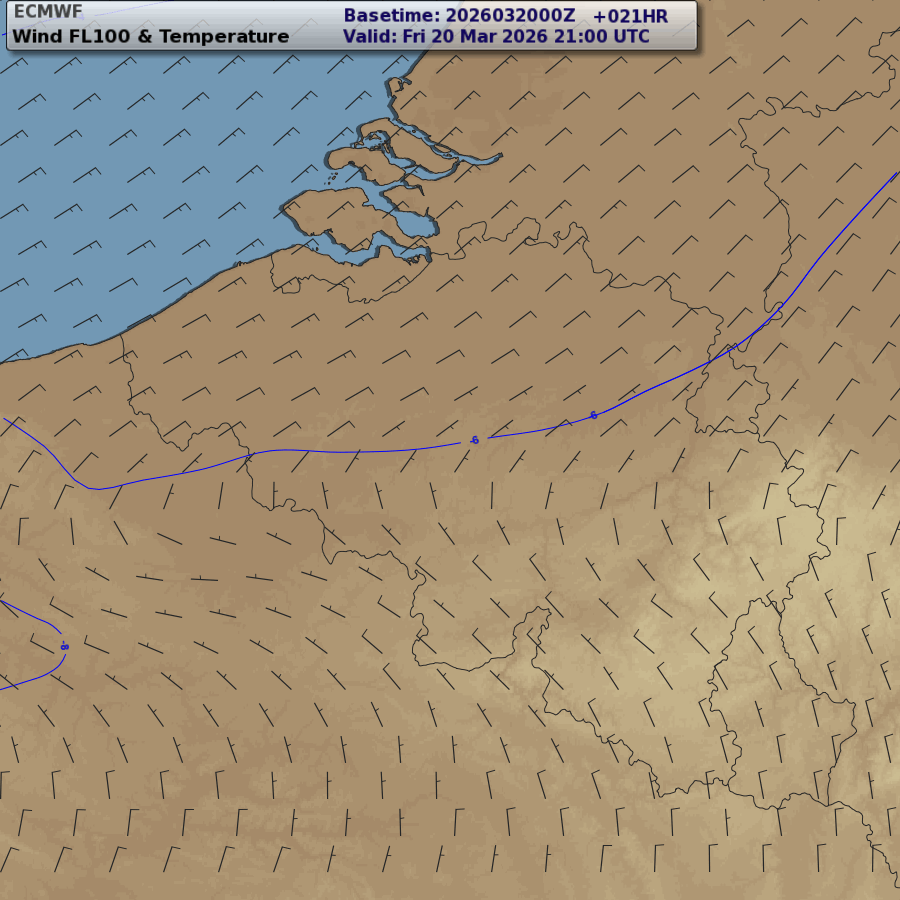 ECMWF
Basetime: 2026032000Z +021HR
Wind FL100 & Temperature
Valid: Fri 20 Mar 2026 21:00 UTC
-6
-6
-8